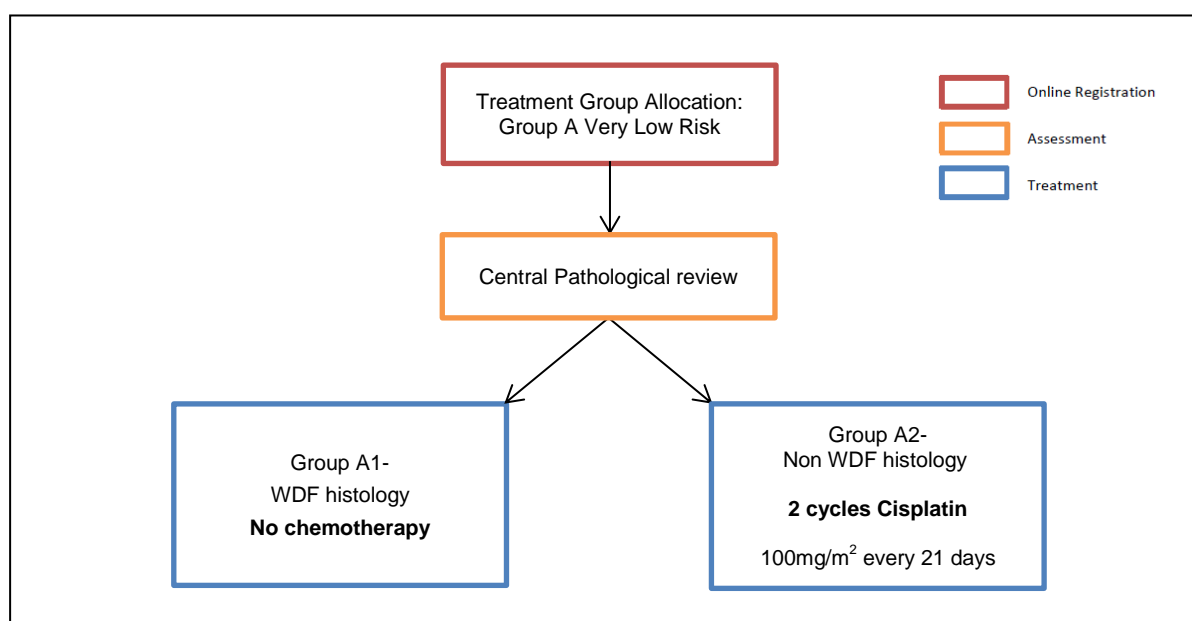 Treatment Group Allocation:
Group A Very Low Risk
Online Registration
Assessment
Treatment
Central Pathological review
Group A1-
WDF histology
No chemotherapy
Group A2-
Non WDF histology
2 cycles Cisplatin
100mg/m² every 21 days